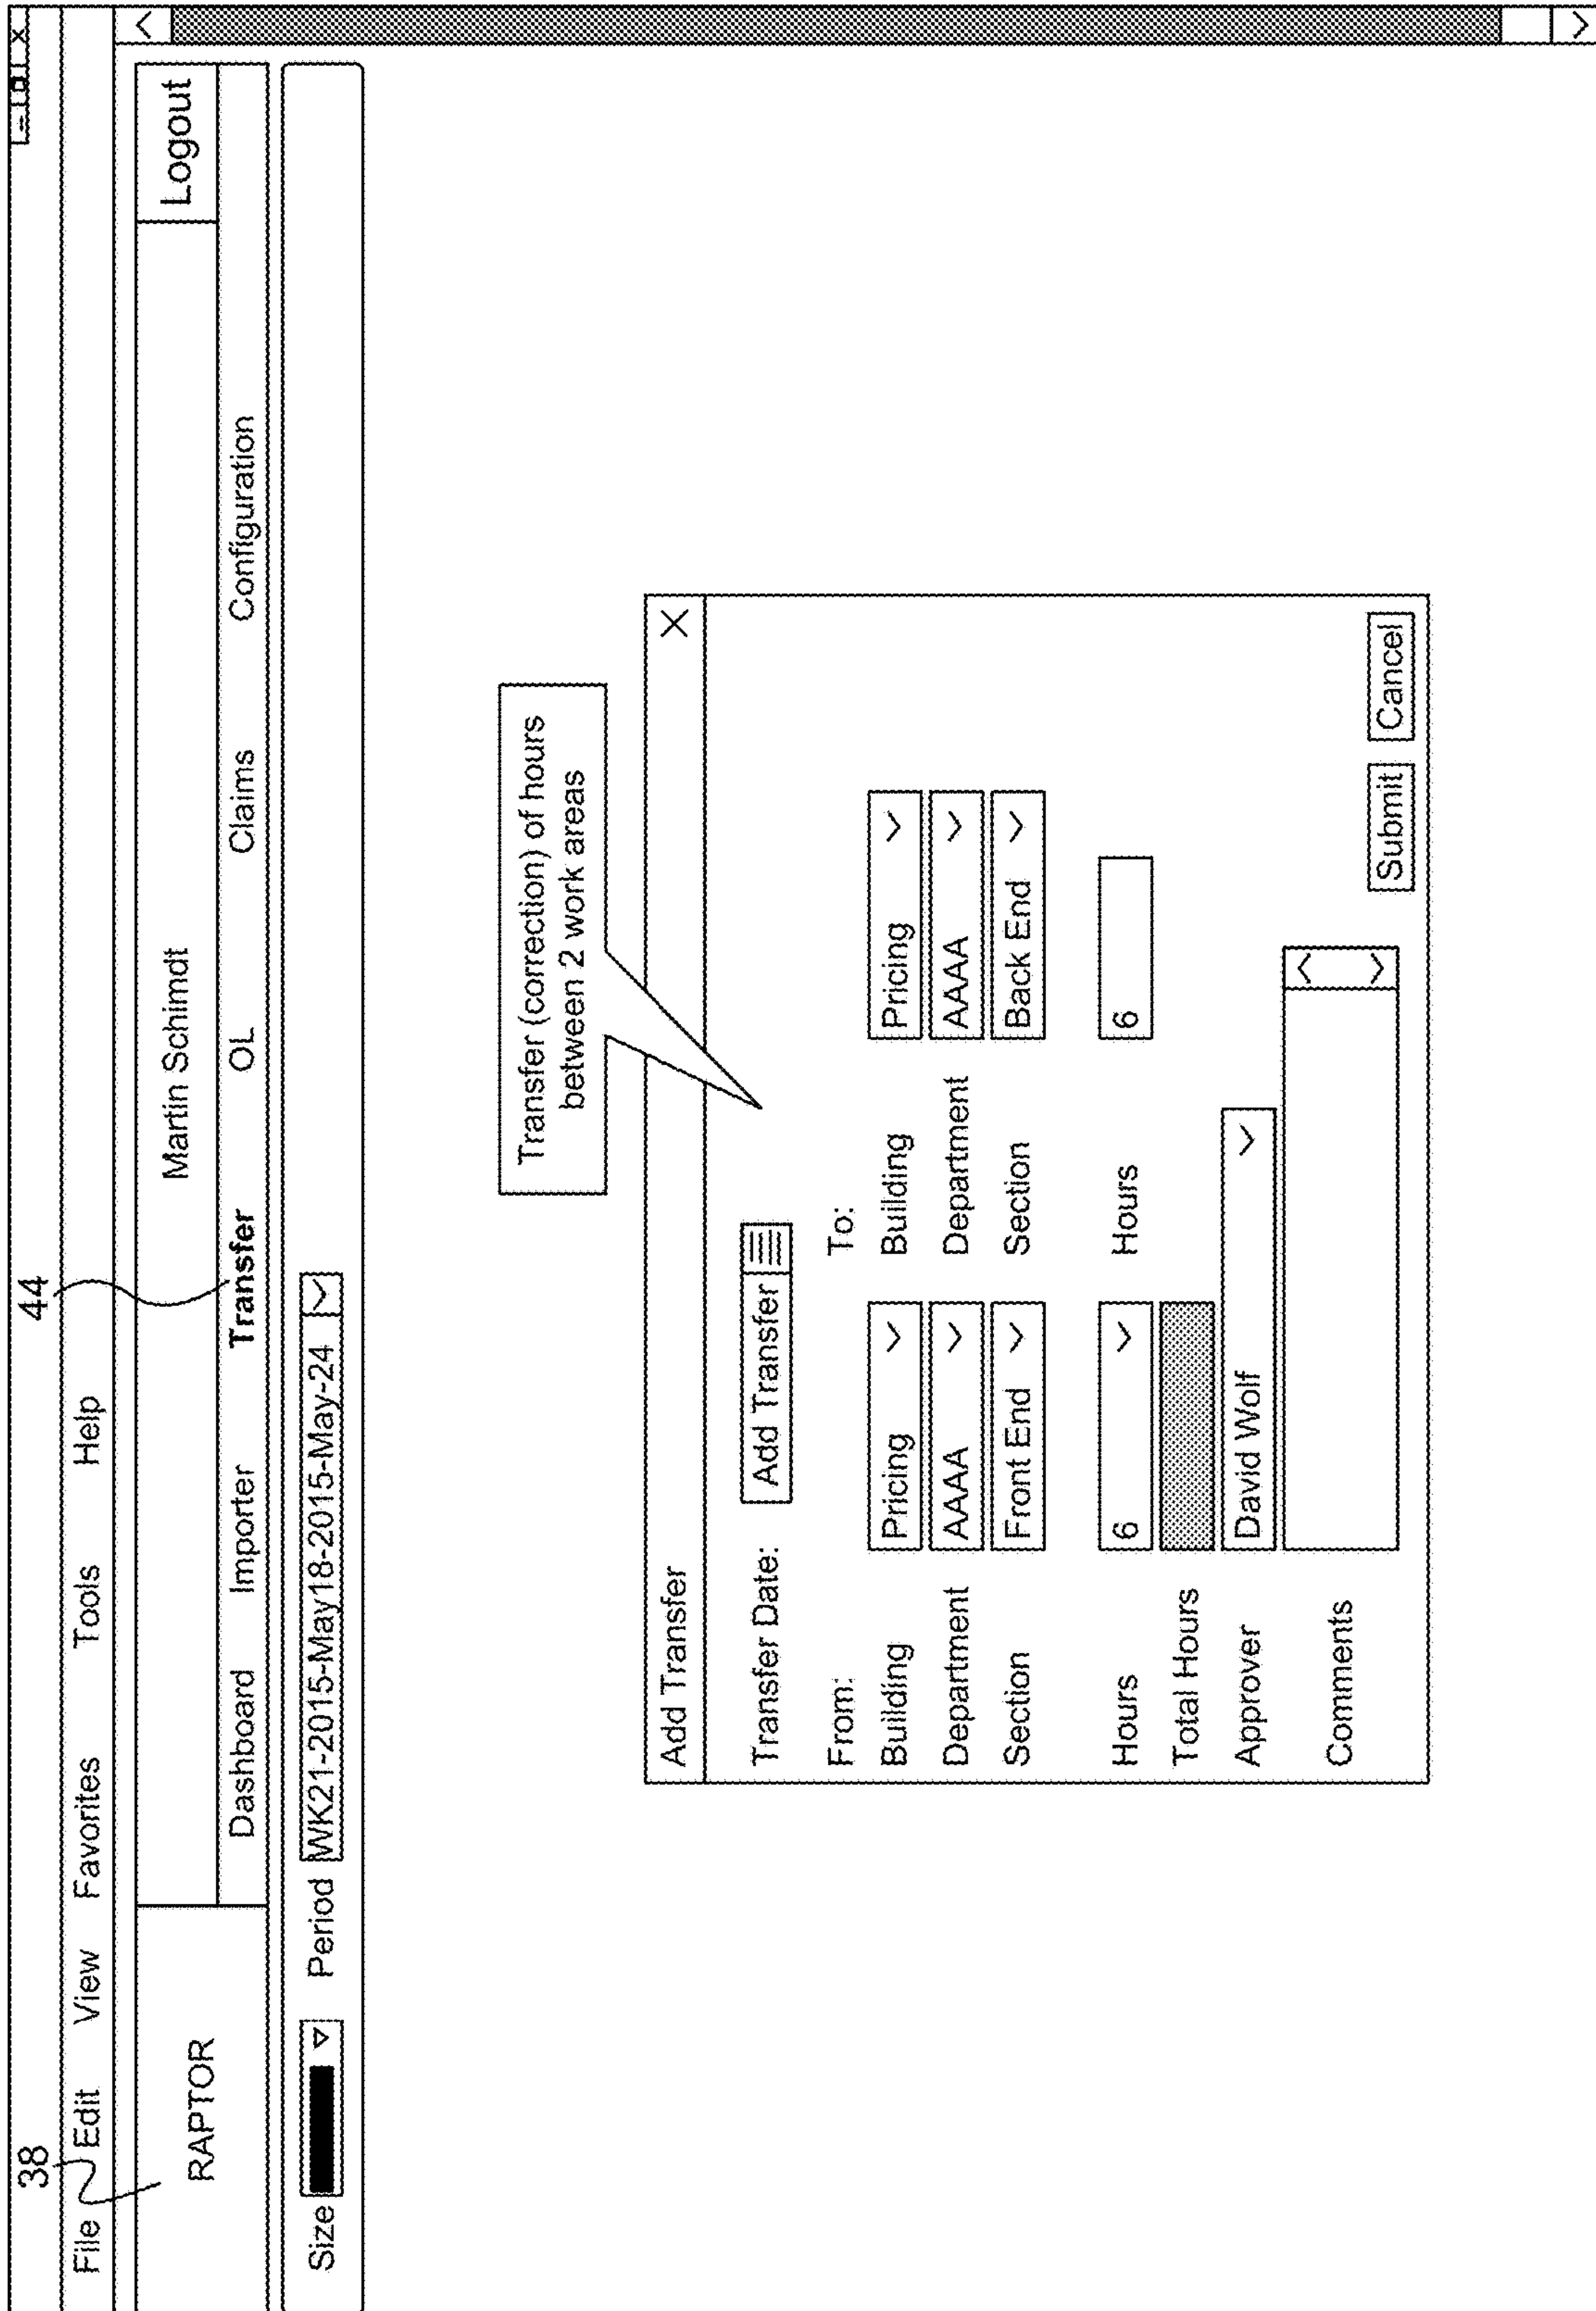 38
44
File Edit View Favorites Tools Help
RAPTOR
Martin Schimdt
Logout
Dashboard Importer Transfer OL Claims Configuration
Size Period WK21-2015-May18-2015-May-24
Transfer (correction) of hours
between 2 work areas
Add Transfer X
Transfer Date: Add Transfer
From: To:
Building Pricing Building Pricing
Department AAAA Department AAAA
Section Front End Section Back End
Hours 6 Hours 6
Total Hours
Approver David Wolf
Comments
Submit Cancel